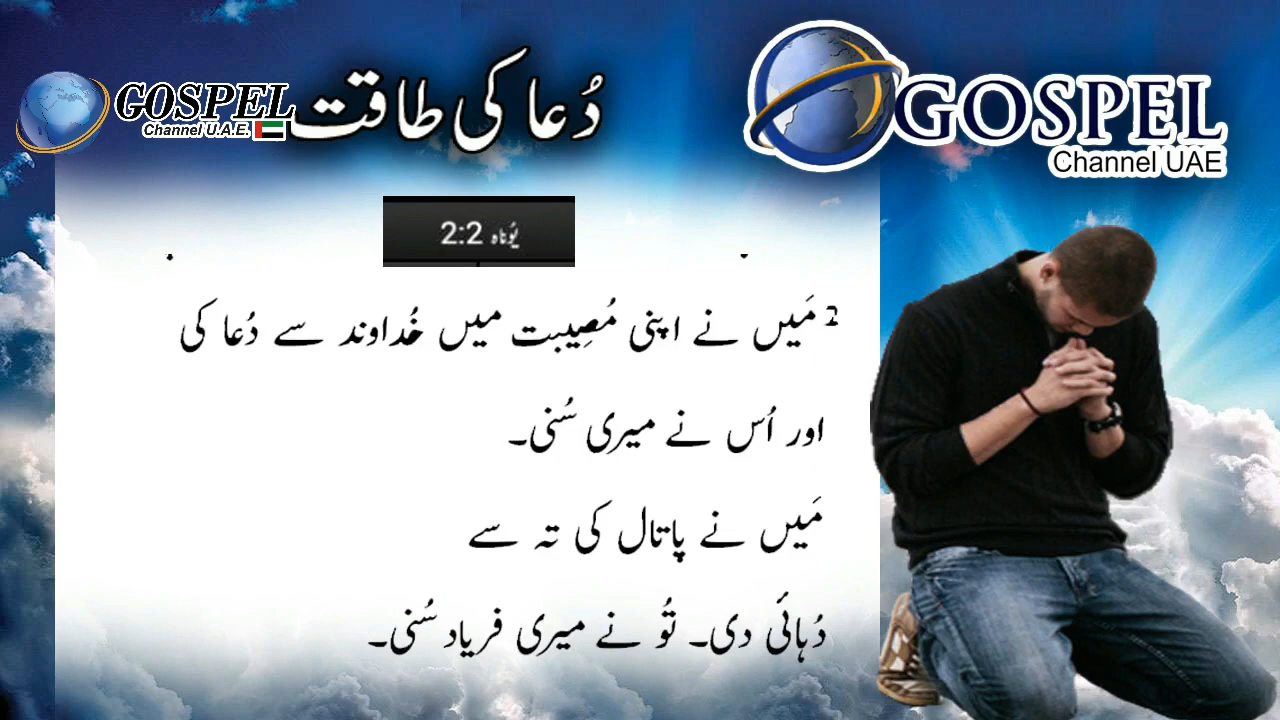 GOSPEL
Channel U.A.E.
دُعا کی طاقت
GOSPEL
Channel UAE
یُوناہ 2:2
2 مَیں نے اپنی مُصِیبت میں خُداوند سے دُعا کی
اور اُس نے میری سُنی۔
مَیں نے پاتال کی تہ سے
دُہائی دی۔ تُو نے میری فریاد سُنی۔